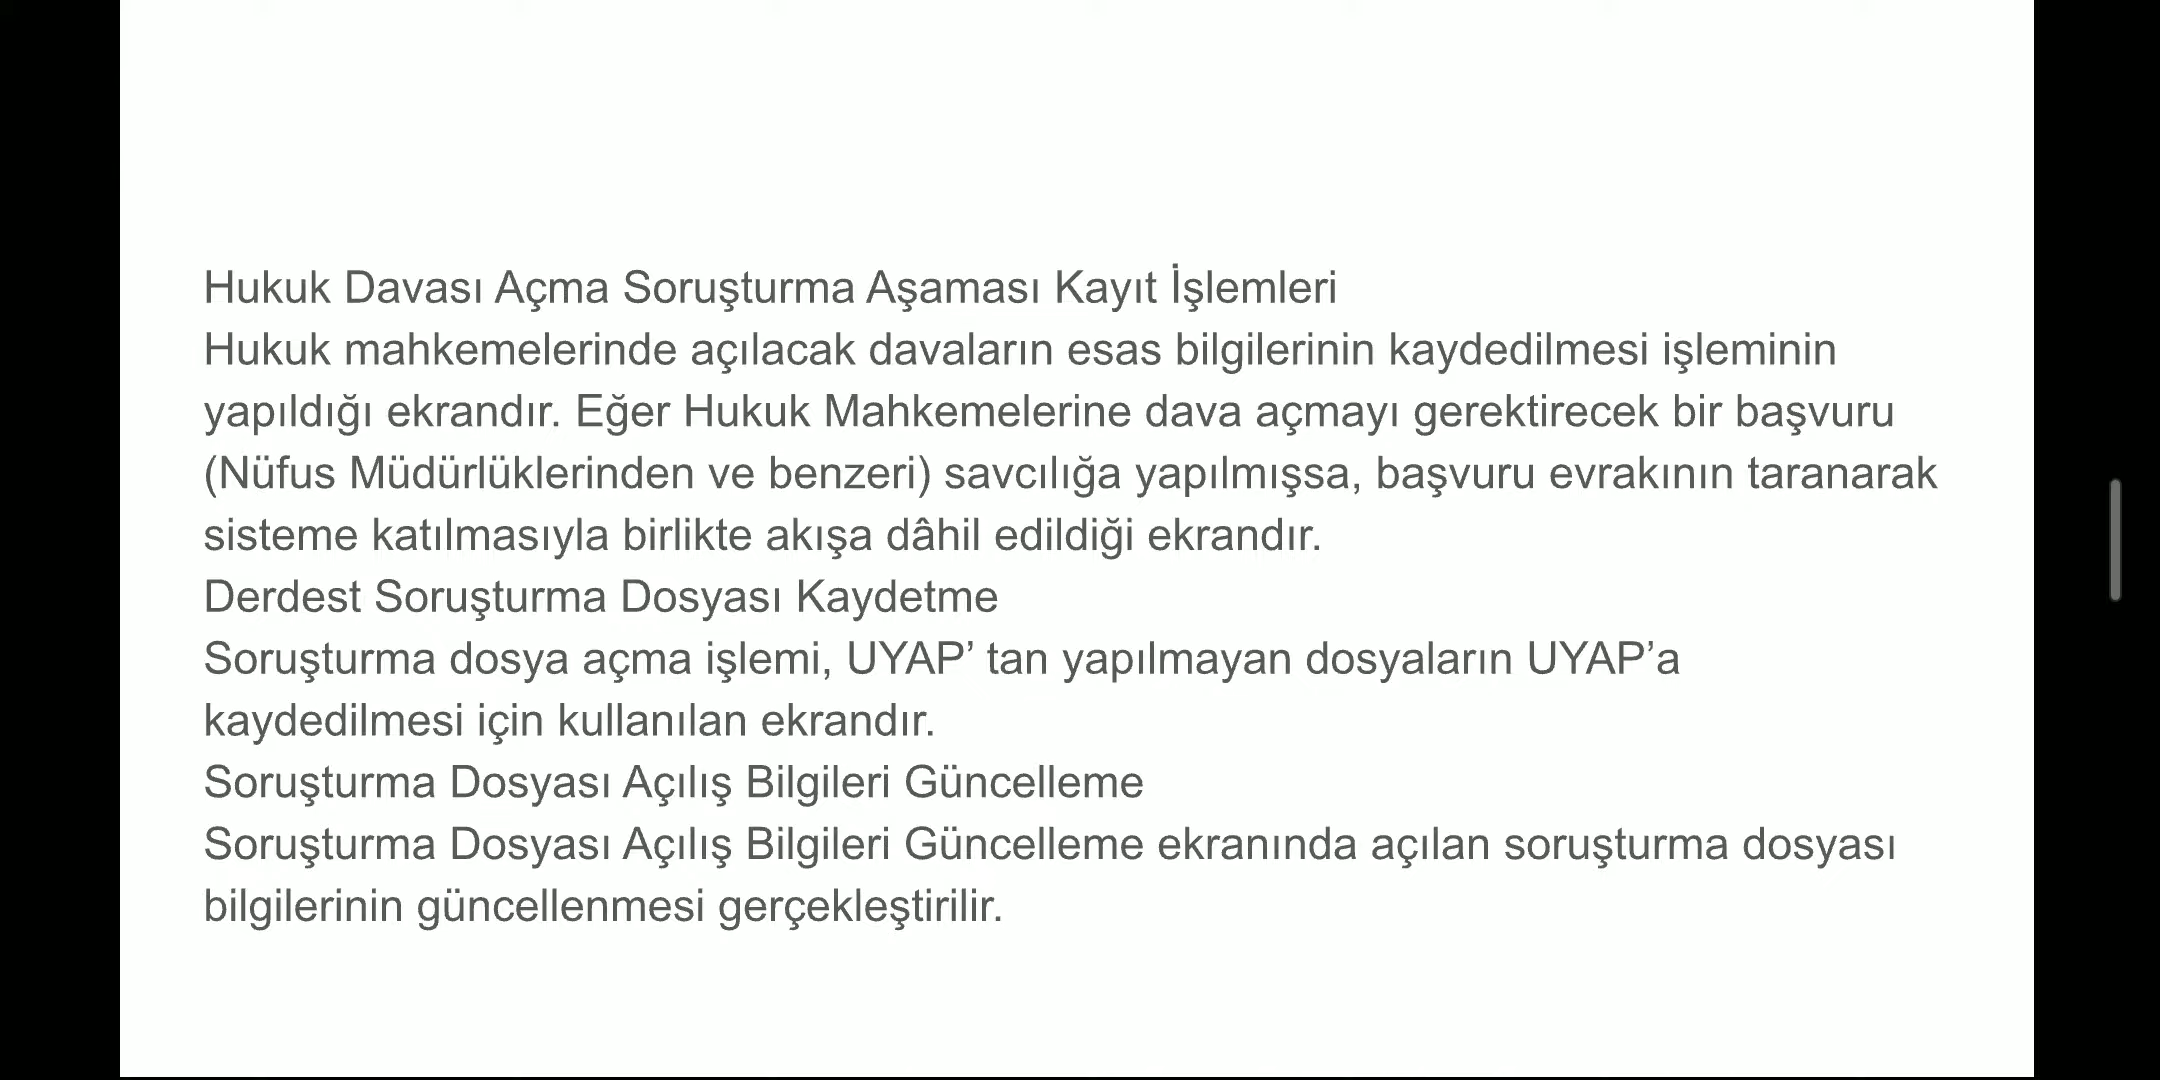 Hukuk Davası Açma Soruşturma Aşaması Kayıt İşlemleri
Hukuk mahkemelerinde açılacak davaların esas bilgilerinin kaydedilmesi işleminin
yapıldığı ekrandır. Eğer Hukuk Mahkemelerine dava açmayı gerektirecek bir başvuru
(Nüfus Müdürlüklerinden ve benzeri) savcılığa yapılmışsa, başvuru evrakının taranarak
sisteme katılmasıyla birlikte akışa dâhil edildiği ekrandır.
Derdest Soruşturma Dosyası Kaydetme
Soruşturma dosya açma işlemi, UYAP’ tan yapılmayan dosyaların UYAP’a
kaydedilmesi için kullanılan ekrandır.
Soruşturma Dosyası Açılış Bilgileri Güncelleme
Soruşturma Dosyası Açılış Bilgileri Güncelleme ekranında açılan soruşturma dosyası
bilgilerinin güncellenmesi gerçekleştirilir.